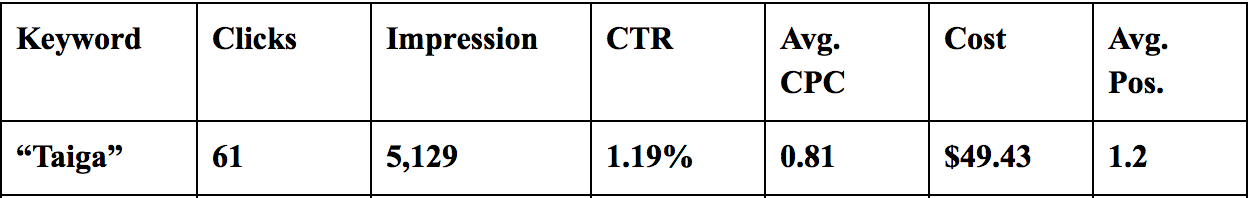 Keyword Clicks Impression CTR Avg. CPC Cost Avg. Pos.
“Taiga” 61 5,129 1.19% 0.81 $49.43 1.2